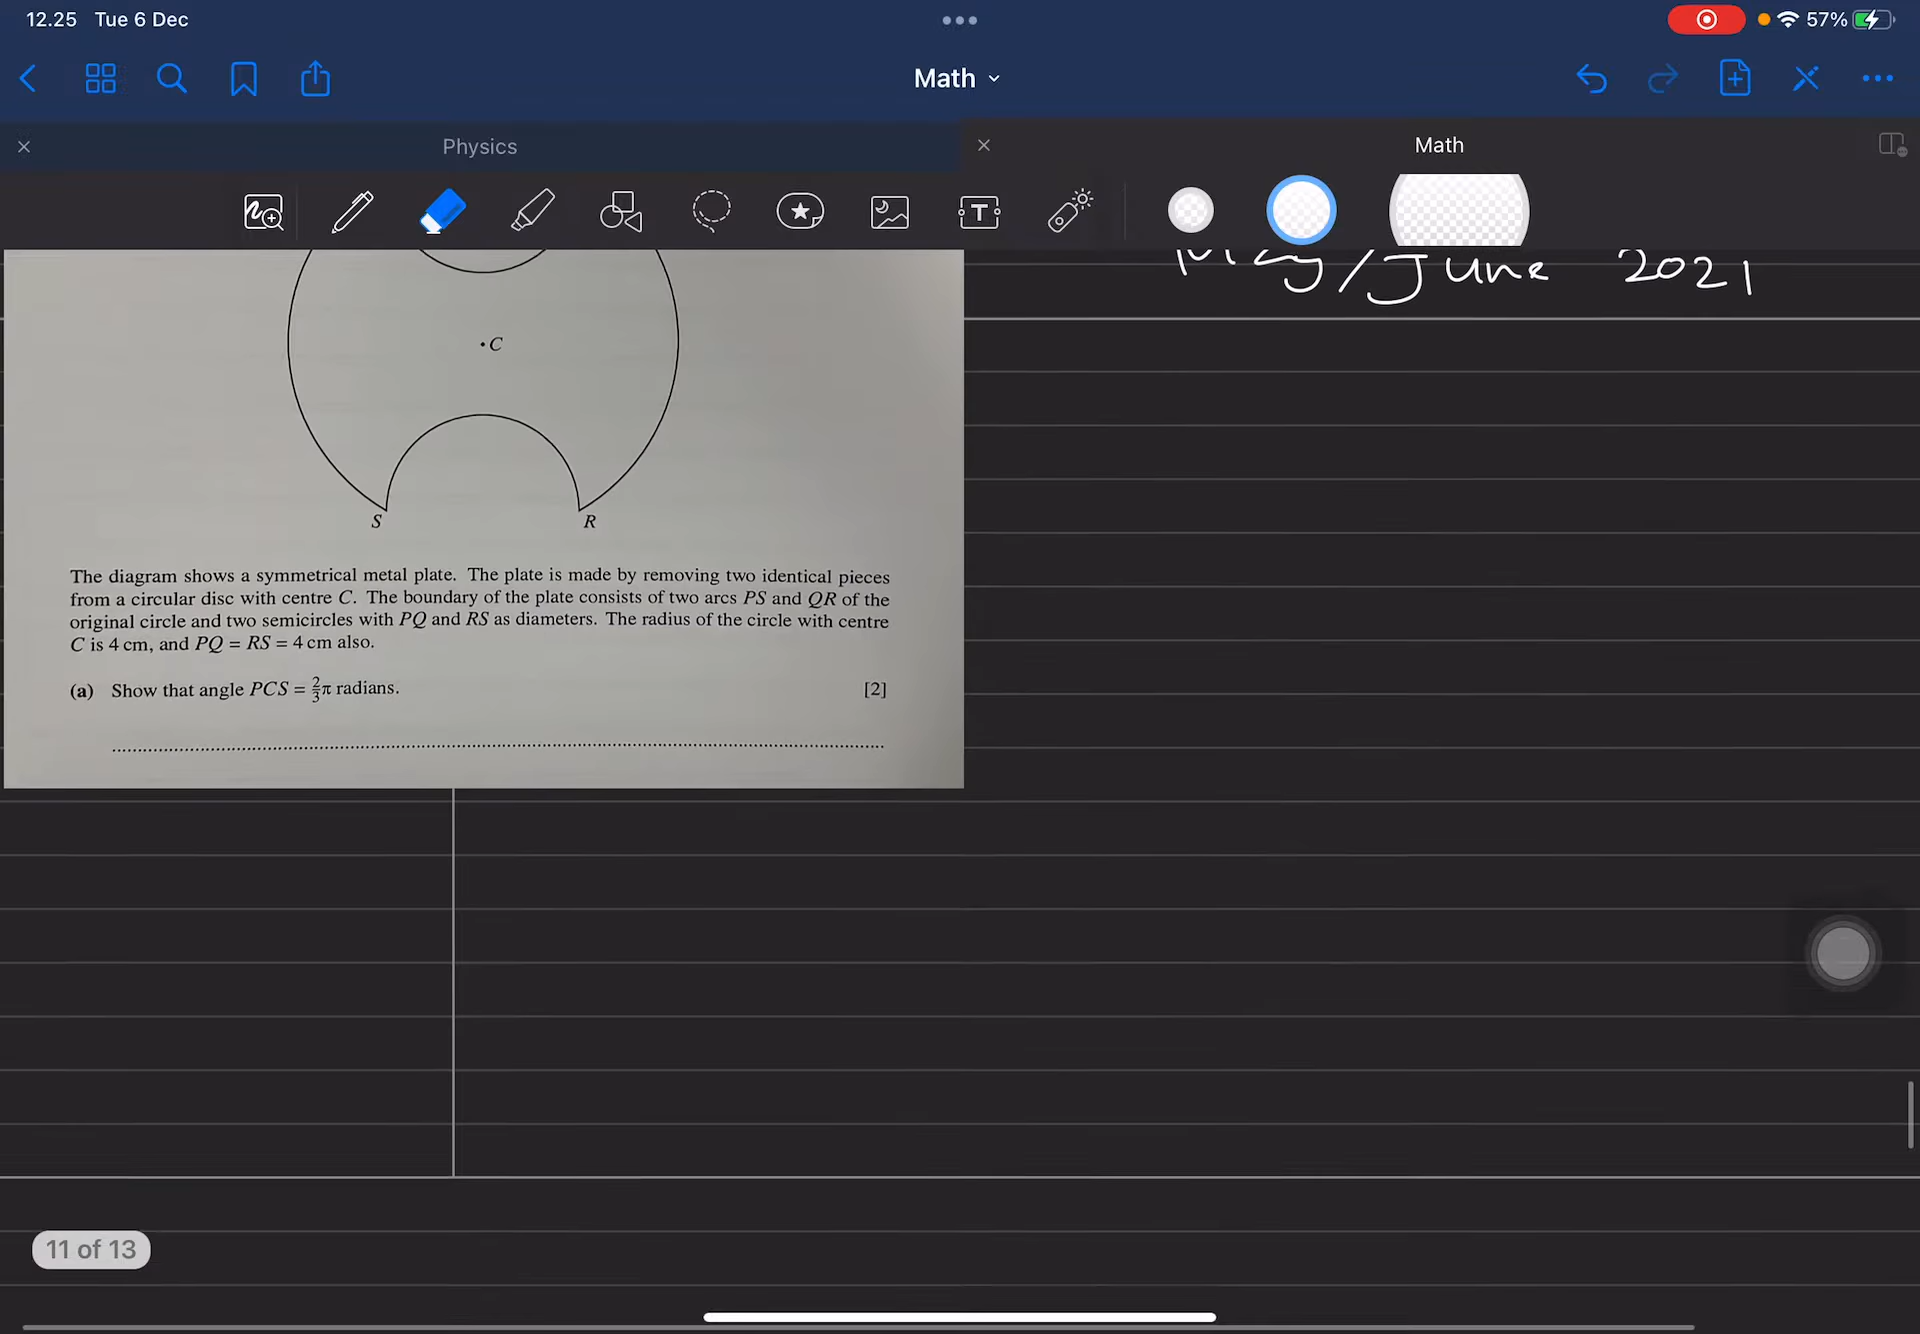 12.25 Tue 6 Dec
57%
Math
Physics
Math
T
May/June 2021
C
S
R
The diagram shows a symmetrical metal plate. The plate is made by removing two identical pieces
from a circular disc with centre C. The boundary of the plate consists of two arcs PS and QR of the
original circle and two semicircles with PQ and RS as diameters. The radius of the circle with centre
C is 4 cm, and PQ = RS = 4 cm also.
(a) Show that angle PCS = 2/3π radians. [2]
11 of 13